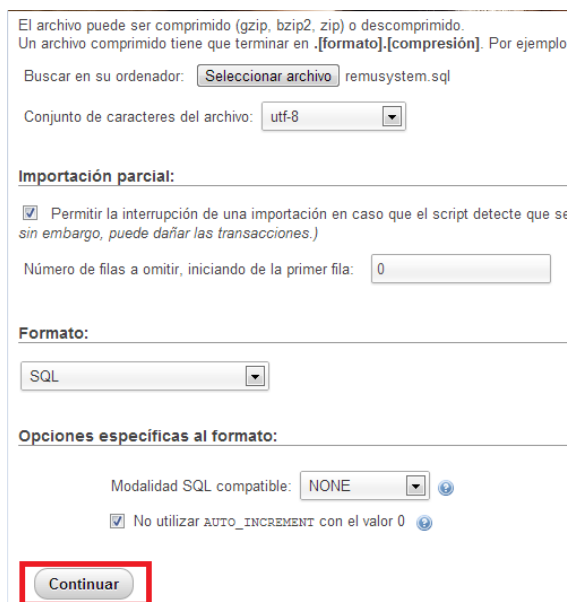 El archivo puede ser comprimido (gzip, bzip2, zip) o descomprimido.
Un archivo comprimido tiene que terminar en .[formato].[compresión]. Por ejemplo
Buscar en su ordenador: Seleccionar archivo remusystem.sql
Conjunto de caracteres del archivo: utf-8
Importación parcial:
Permitir la interrupción de una importación en caso que el script detecte que se
sin embargo, puede dañar las transacciones.)
Número de filas a omitir, iniciando de la primer fila: 0
Formato:
SQL
Opciones específicas al formato:
Modalidad SQL compatible: NONE
No utilizar AUTO_INCREMENT con el valor 0
Continuar